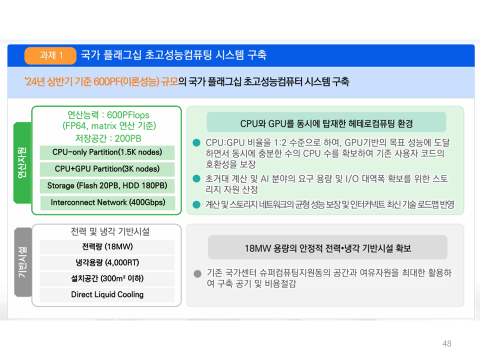 과제 1 국가 플래그십 초고성능컴퓨팅 시스템 구축
'24년 상반기 기준 600PF(이론성능) 규모의 국가 플래그십 초고성능컴퓨터 시스템 구축
연산자원
연산능력 : 600PFlops
(FP64, matrix 연산 기준)
저장공간 : 200PB
CPU-only Partition(1.5K nodes)
CPU+GPU Partition(3K nodes)
Storage (Flash 20PB, HDD 180PB)
Interconnect Network (400Gbps)
CPU와 GPU를 동시에 탑재한 헤테로컴퓨팅 환경
CPU:GPU 비율을 1:2 수준으로 하여, GPU기반의 목표 성능에 도달
하면서 동시에 충분한 수의 CPU 수를 확보하여 기존 사용자 코드의
호환성을 보장
초거대 계산 및 AI 분야의 요구 용량 및 I/O 대역폭 확보를 위한 스토
리지 자원 산정
계산 및 스토리지 네트워크의 균형 성능 보장 및 인터커넥트 최신 기술 로드맵 반영
기반시설
전력 및 냉각 기반시설
전력량 (18MW)
냉각용량 (4,000RT)
설치공간 (300m² 이하)
Direct Liquid Cooling
18MW 용량의 안정적 전력•냉각 기반시설 확보
기존 국가센터 슈퍼컴퓨팅지원동의 공간과 여유자원을 최대한 활용하
여 구축 공기 및 비용절감
48